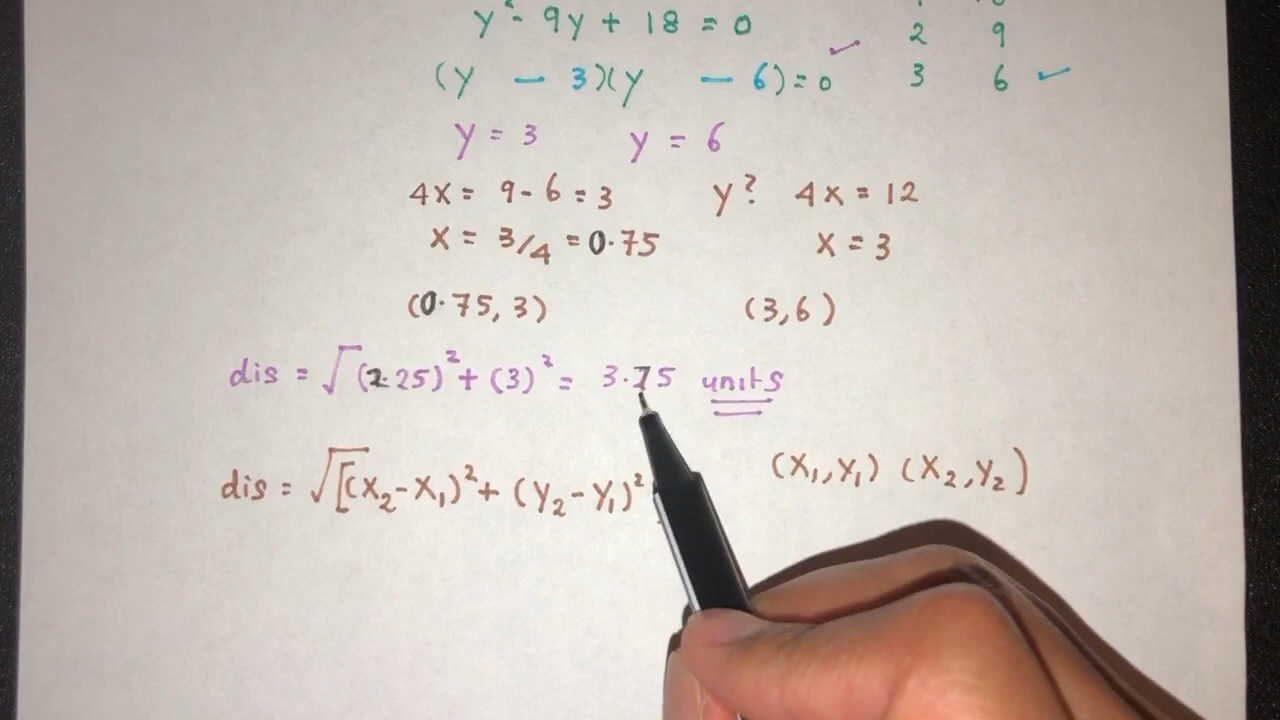 y² - 9y + 18 = 0
2 9
(y - 3)(y - 6) = 0 ✓ 3 6 ✓
y = 3 y = 6
4x = 9 - 6 = 3 y? 4x = 12
x = 3/4 = 0.75 x = 3
(0.75, 3) (3, 6)
dis = √(2.25)² + (3)² = 3.75 units
dis = √[(x₂-x₁)² + (y₂-y₁)² (x₁, y₁) (x₂, y₂)